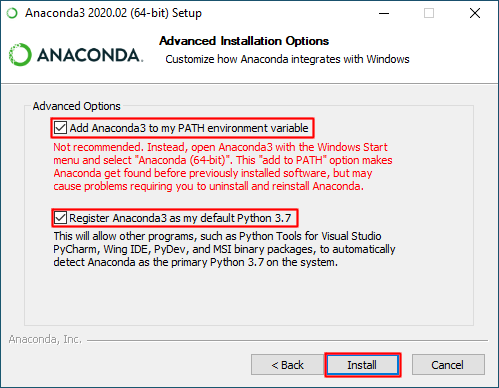 Anaconda3 2020.02 (64-bit) Setup
ANACONDA.
Advanced Installation Options
Customize how Anaconda integrates with Windows
Advanced Options
Add Anaconda3 to my PATH environment variable
Not recommended. Instead, open Anaconda3 with the Windows Start
menu and select "Anaconda (64-bit)". This "add to PATH" option makes
Anaconda get found before previously installed software, but may
cause problems requiring you to uninstall and reinstall Anaconda.
Register Anaconda3 as my default Python 3.7
This will allow other programs, such as Python Tools for Visual Studio
PyCharm, Wing IDE, PyDev, and MSI binary packages, to automatically
detect Anaconda as the primary Python 3.7 on the system.
Anaconda, Inc.
< Back
Install
Cancel